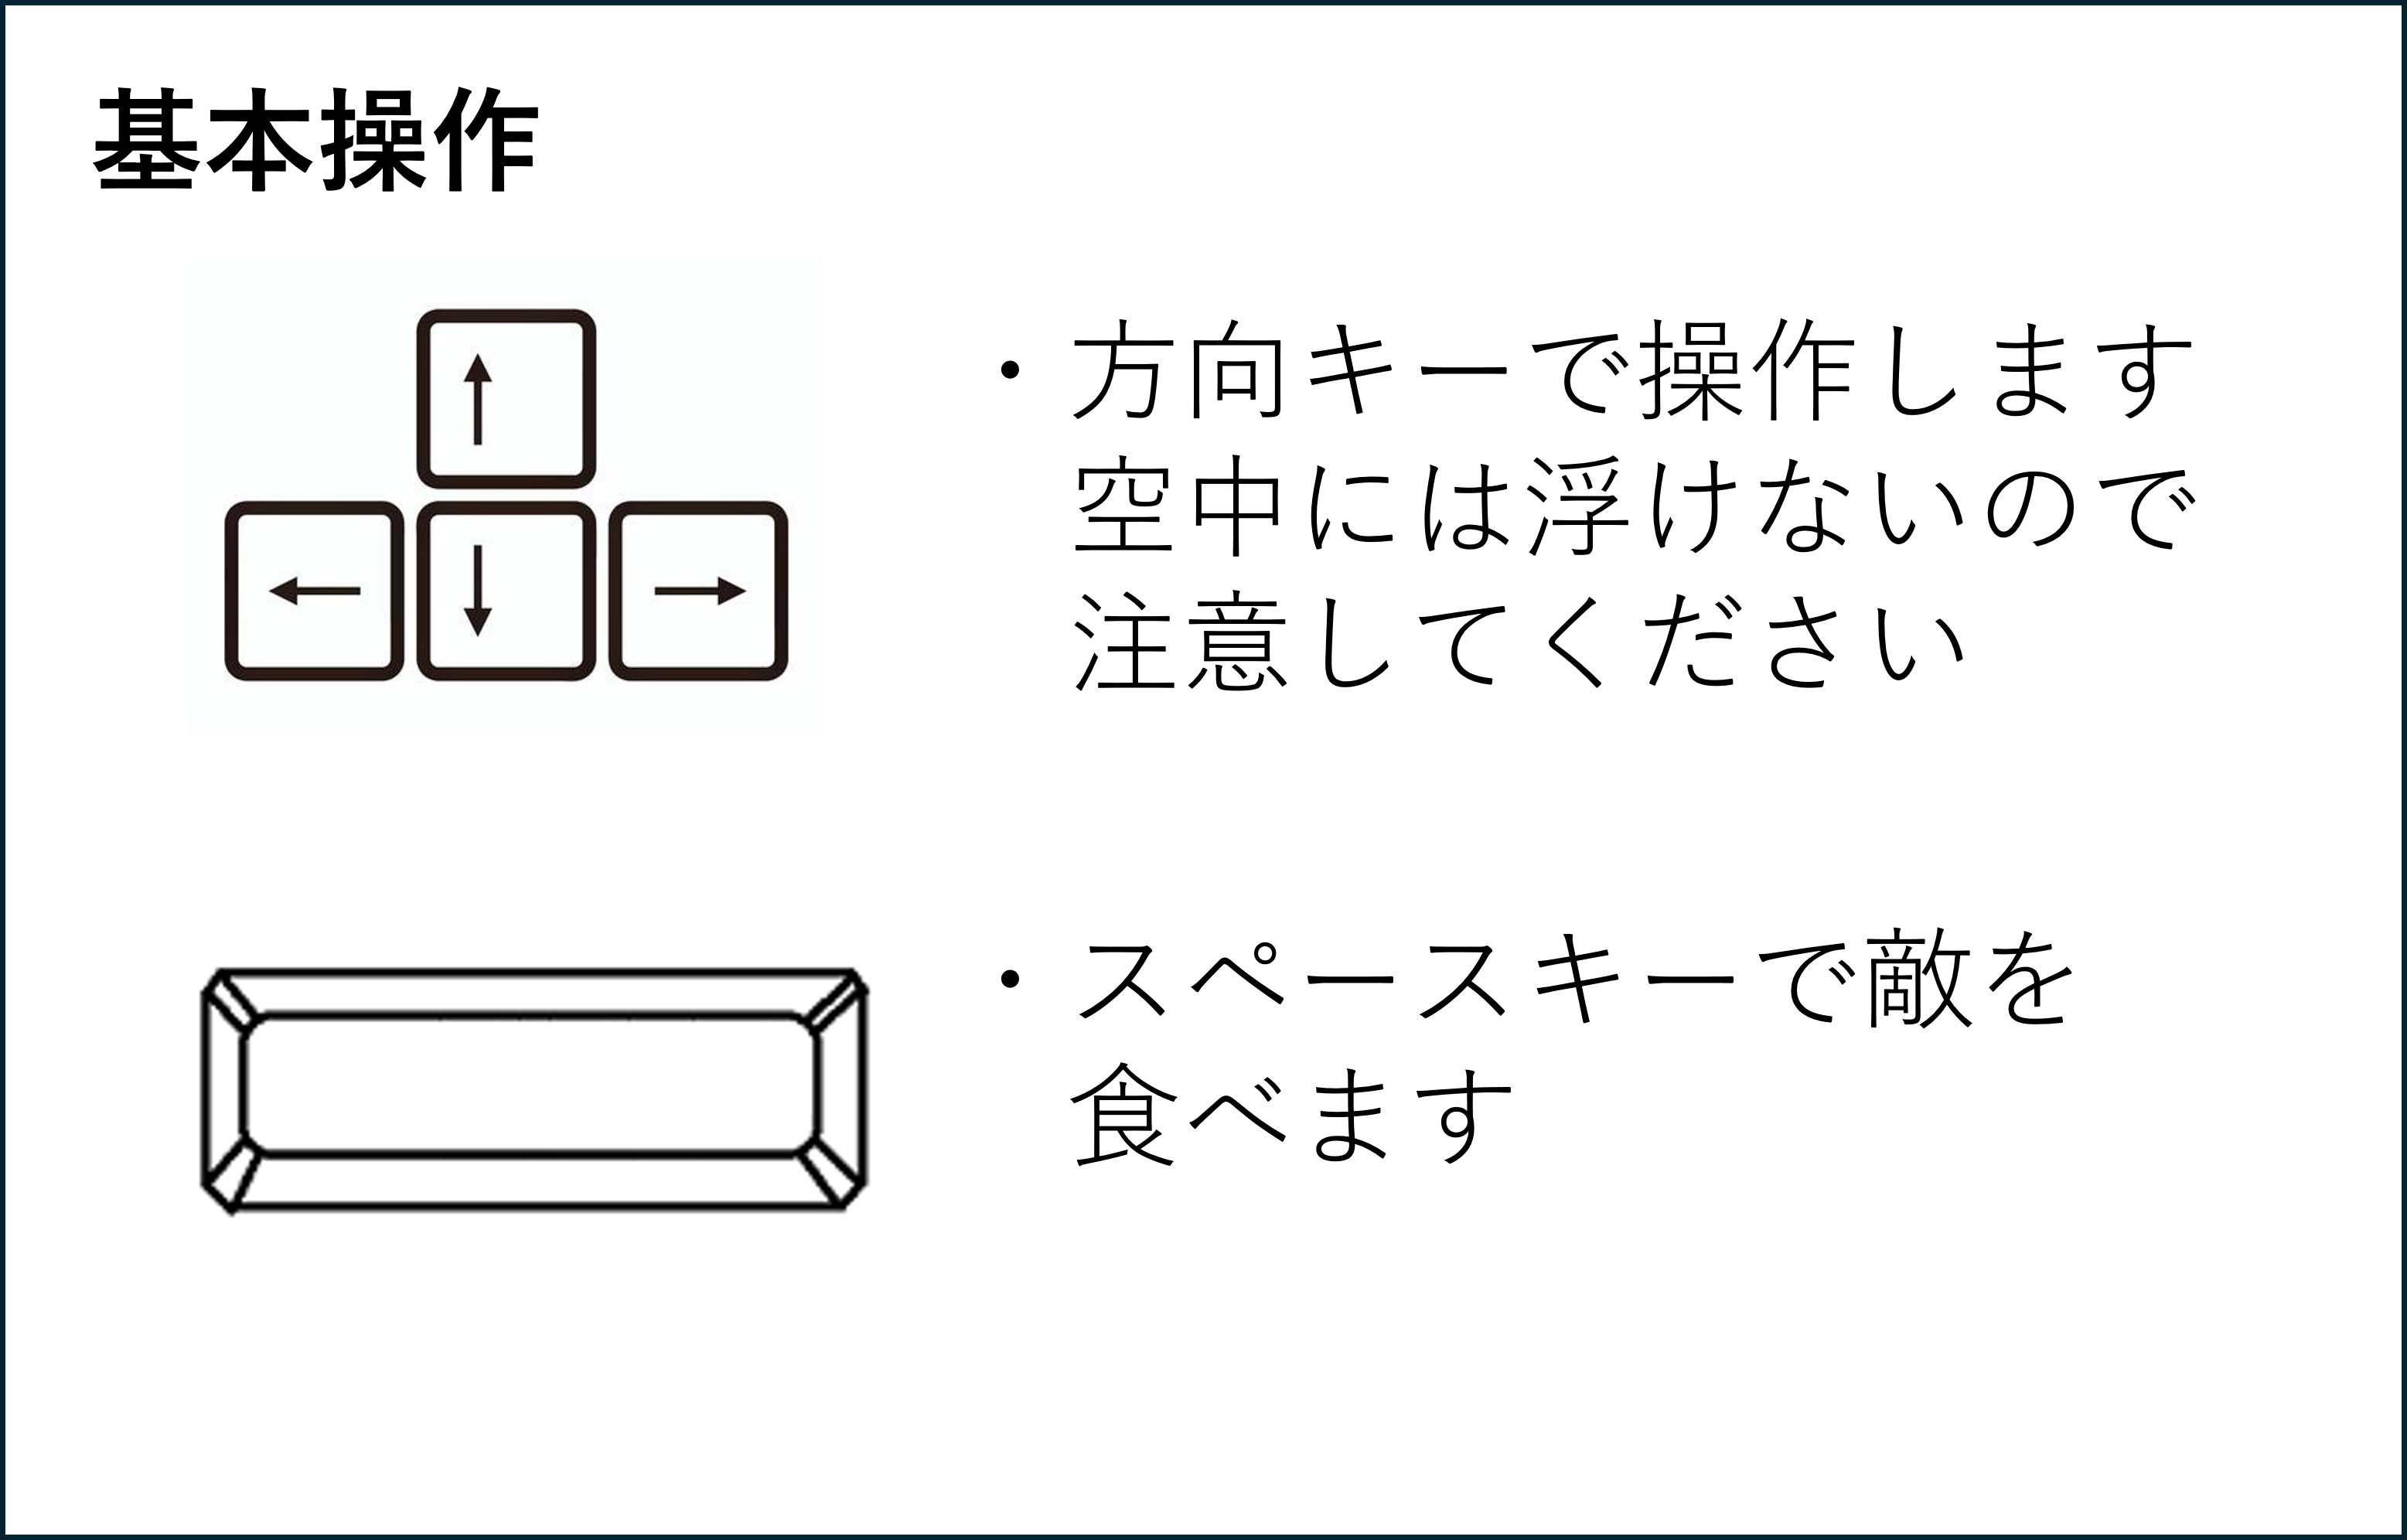 基本操作
・方向キーで操作します
空中には浮けないので
注意してください
・スペースキーで敵を
食べます